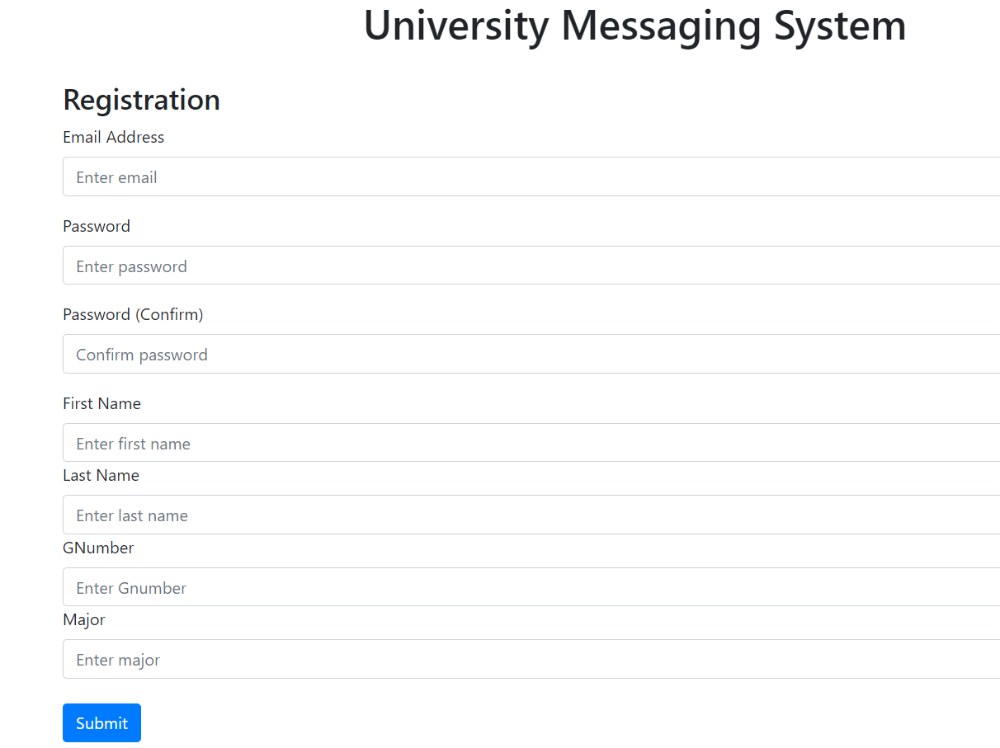 University Messaging System
Registration
Email Address
Enter email
Password
Enter password
Password (Confirm)
Confirm password
First Name
Enter first name
Last Name
Enter last name
GNumber
Enter Gnumber
Major
Enter major
Submit